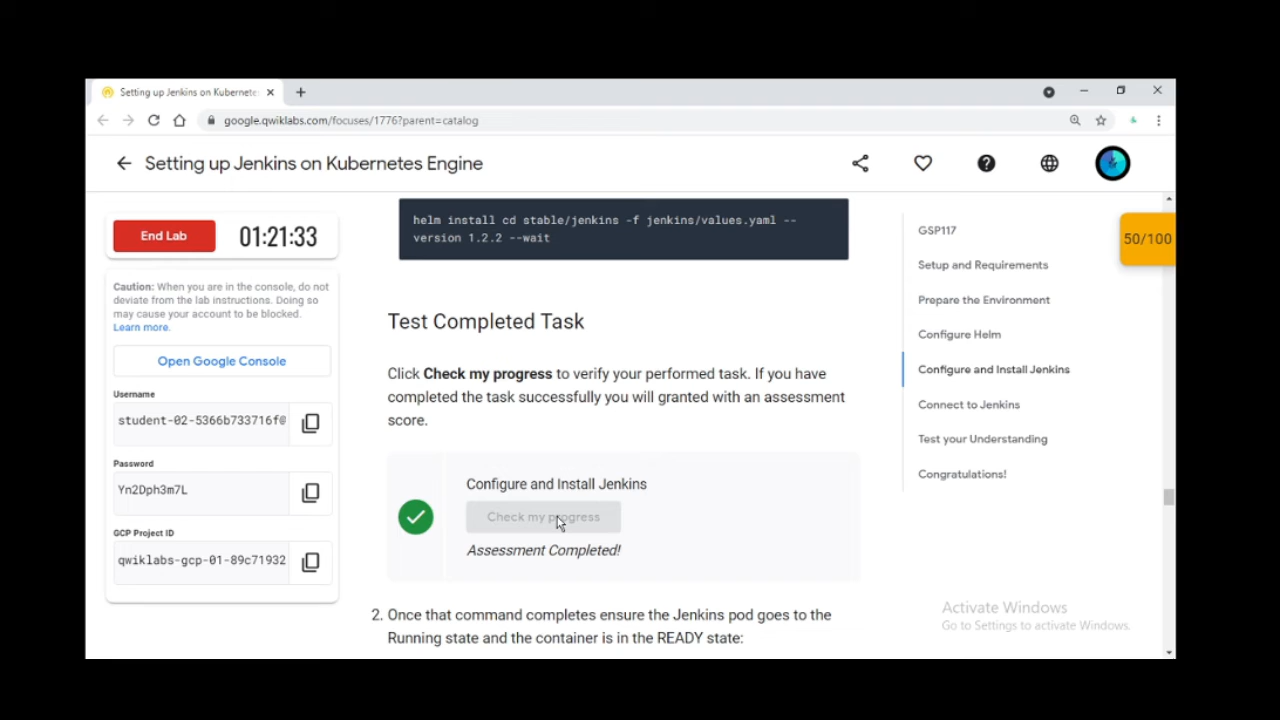 Setting up Jenkins on Kubernete
google.qwiklabs.com/focuses/1776?parent=catalog
Setting up Jenkins on Kubernetes Engine
End Lab
01:21:33
Caution: When you are in the console, do not
deviate from the lab instructions. Doing so
may cause your account to be blocked.
Learn more.
Open Google Console
Username
student-02-5366b733716f@
Password
Yn2Dph3m7L
GCP Project ID
qwiklabs-gcp-01-89c71932
helm install cd stable/jenkins -f jenkins/values.yaml --
version 1.2.2 --wait
Test Completed Task
Click Check my progress to verify your performed task. If you have
completed the task successfully you will granted with an assessment
score.
Configure and Install Jenkins
Check my progress
Assessment Completed!
2. Once that command completes ensure the Jenkins pod goes to the
Running state and the container is in the READY state:
GSP117
Setup and Requirements
Prepare the Environment
Configure Helm
Configure and Install Jenkins
Connect to Jenkins
Test your Understanding
Congratulations!
50/100
Activate Windows
Go to Settings to activate Windows.